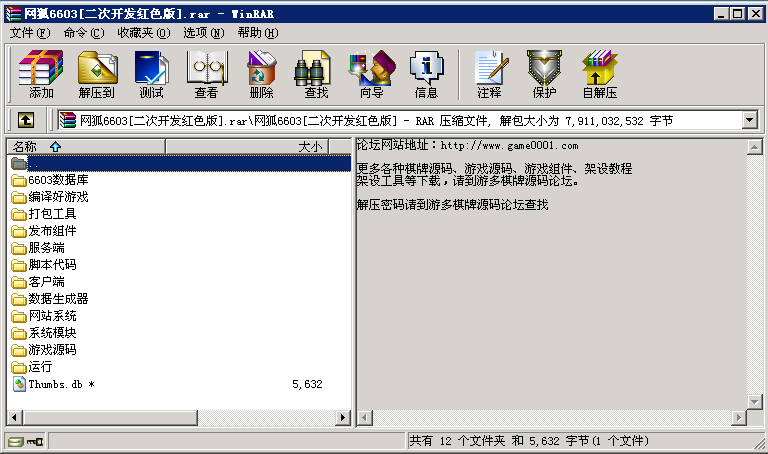 网狐6603[二次开发红色版].rar - WinRAR
文件(F) 命令(C) 收藏夹(O) 选项(N) 帮助(H)
添加 解压到 测试 查看 删除 查找 向导 信息 注释 保护 自解压
网狐6603[二次开发红色版].rar\网狐6603[二次开发红色版] - RAR 压缩文件, 解包大小为 7,911,032,532 字节
名称 大小
..
6603数据库
编译好游戏
打包工具
发布组件
服务端
脚本代码
客户端
数据生成器
网站系统
系统模块
游戏源码
运行
Thumbs.db * 5,632
论坛网站地址：http://www.game0001.com
更多各种棋牌源码、游戏源码、游戏组件、架设教程
架设工具等下载，请到游多棋牌源码论坛。
解压密码请到游多棋牌源码论坛查找
共有 12 个文件夹 和 5,632 字节(1 个文件)